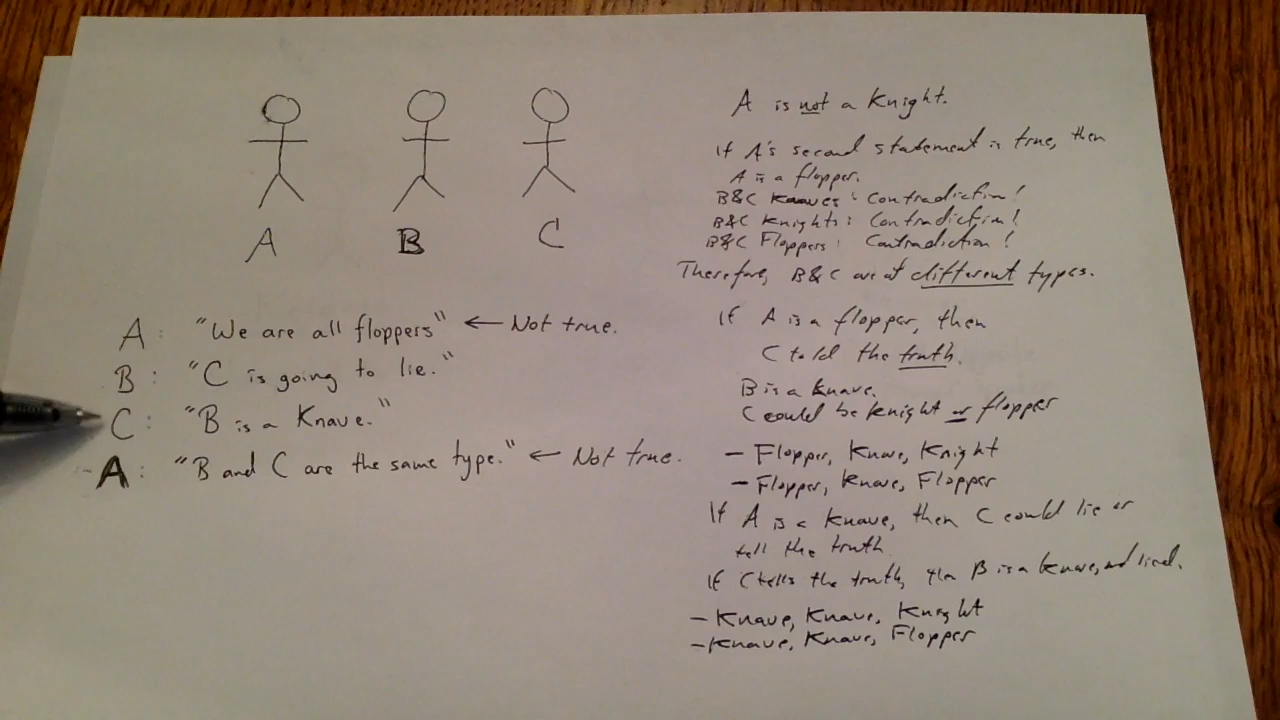 A
B
C
A: "We are all floppers" ← Not true.
B: "C is going to lie."
C: "B is a Knave."
A: "B and C are the same type." ← Not true.
A is not a Knight.
If A's second statement is true, then
A is a flopper.
B&C Knaves: Contradiction!
B&C Knights: Contradiction!
B&C Floppers: Contradiction!
Therefore, B&C are of different types.
If A is a flopper, then
C told the truth.
B is a knave.
C could be knight or flopper
- Flopper, Knave, Knight
- Flopper, Knave, Flopper
If A is a knave, then C could lie or
tell the truth
If C tells the truth, then B is a knave, and lied.
- Knave, Knave, Knight
- Knave, Knave, Flopper